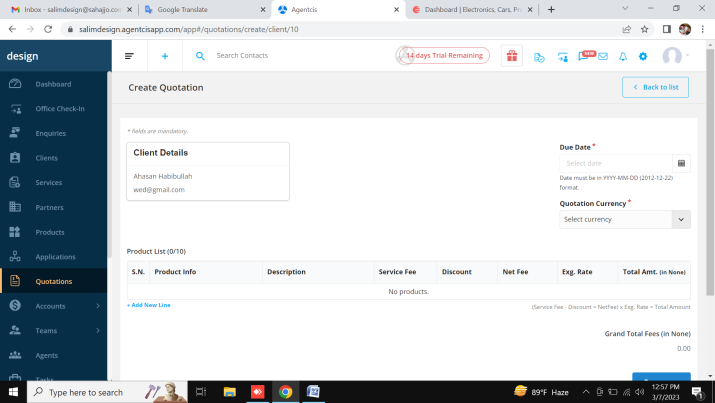 Inbox - salimdesign@sahajjo.com
Google Translate
Agentcis
Dashboard | Electronics, Cars, Pr
salimdesign.agentcisapp.com/app#/quotations/create/client/10
design
Search Contacts
14 days Trial Remaining
NEW
Dashboard
Office Check-In
Enquiries
Clients
Services
Partners
Products
Applications
Quotations
Accounts
Teams
Agents
Tasks
Create Quotation
Back to list
* fields are mandatory.
Client Details
Ahasan Habibullah
wed@gmail.com
Due Date *
Select date
Date must be in YYYY-MM-DD (2012-12-22)
format.
Quotation Currency *
Select currency
Product List (0/10)
S.N. Product Info Description Service Fee Discount Net Fee Exg. Rate Total Amt. (in None)
No products.
+ Add New Line
(Service Fee - Discount = NetFee) x Exg. Rate = Total Amount
Grand Total Fees (in None)
0.00
Type here to search
89°F Haze
12:57 PM
3/7/2023
1